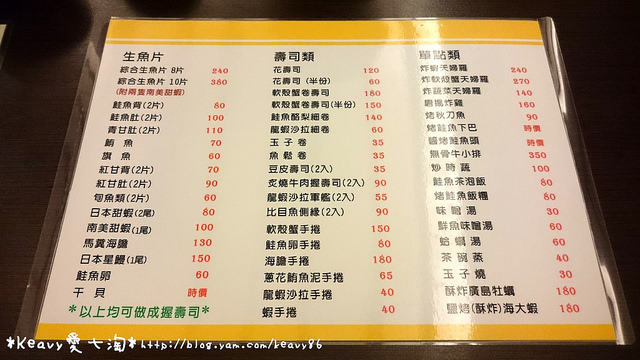 生魚片
綜合生魚片 8片 240
綜合生魚片 10片 380
(附兩隻南美甜蝦)
鮭魚背(2片) 80
鮭魚肚(2片) 100
青甘肚(2片) 110
鮪魚 70
旗魚 60
紅甘背(2片) 70
紅甘肚(2片) 90
旬魚類(2片) 60
日本甜蝦(2尾) 80
南美甜蝦(1尾) 100
馬糞海膽 130
日本星鰻(1尾) 150
鮭魚卵 60
干貝 時價
*以上均可做成握壽司*
壽司類
花壽司 120
花壽司(半份) 60
軟殼蟹卷壽司 180
軟殼蟹卷壽司(半份) 150
鮭魚酪梨細卷 140
龍蝦沙拉細卷 60
玉子卷 35
魚鬆卷 35
豆皮壽司(2入) 35
炙燒牛肉握壽司(2入) 90
龍蝦沙拉軍艦(2入) 55
比目魚側緣(2入) 90
軟殼蟹手捲 150
鮭魚卵手捲 80
海膽手捲 180
蔥花鮪魚泥手捲 65
龍蝦沙拉手捲 40
蝦手捲 40
單點類
炸蝦天婦羅 240
炸軟殼蟹天婦羅 270
炸蔬菜天婦羅 140
唐揚炸雞 160
烤秋刀魚 90
烤鮭魚下巴 時價
鹽烤鮭魚頭 時價
無骨牛小排 350
炒時蔬 100
鮭魚茶泡飯 80
烤鮭魚飯糰 80
味噌湯 30
鮮魚味噌湯 60
蛤蠣湯 60
茶碗蒸 40
玉子燒 30
酥炸廣島牡蠣 180
鹽烤(酥炸)海大蝦 180
*Keavy愛七淘*http://blog.yam.com/keavy86